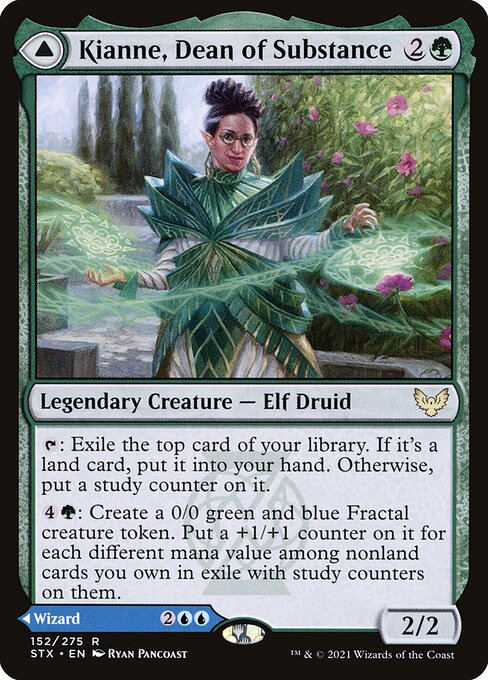 Kianne, Dean of Substance 2
Legendary Creature — Elf Druid
: Exile the top card of your library. If it's a
land card, put it into your hand. Otherwise,
put a study counter on it.
4 : Create a 0/0 green and blue Fractal
creature token. Put a +1/+1 counter on it for
each different mana value among nonland
cards you own in exile with study counters
on them.
Wizard 2
2/2
152/275 R
STX • EN Ryan Pancoast
™ & © 2021 Wizards of the Coast